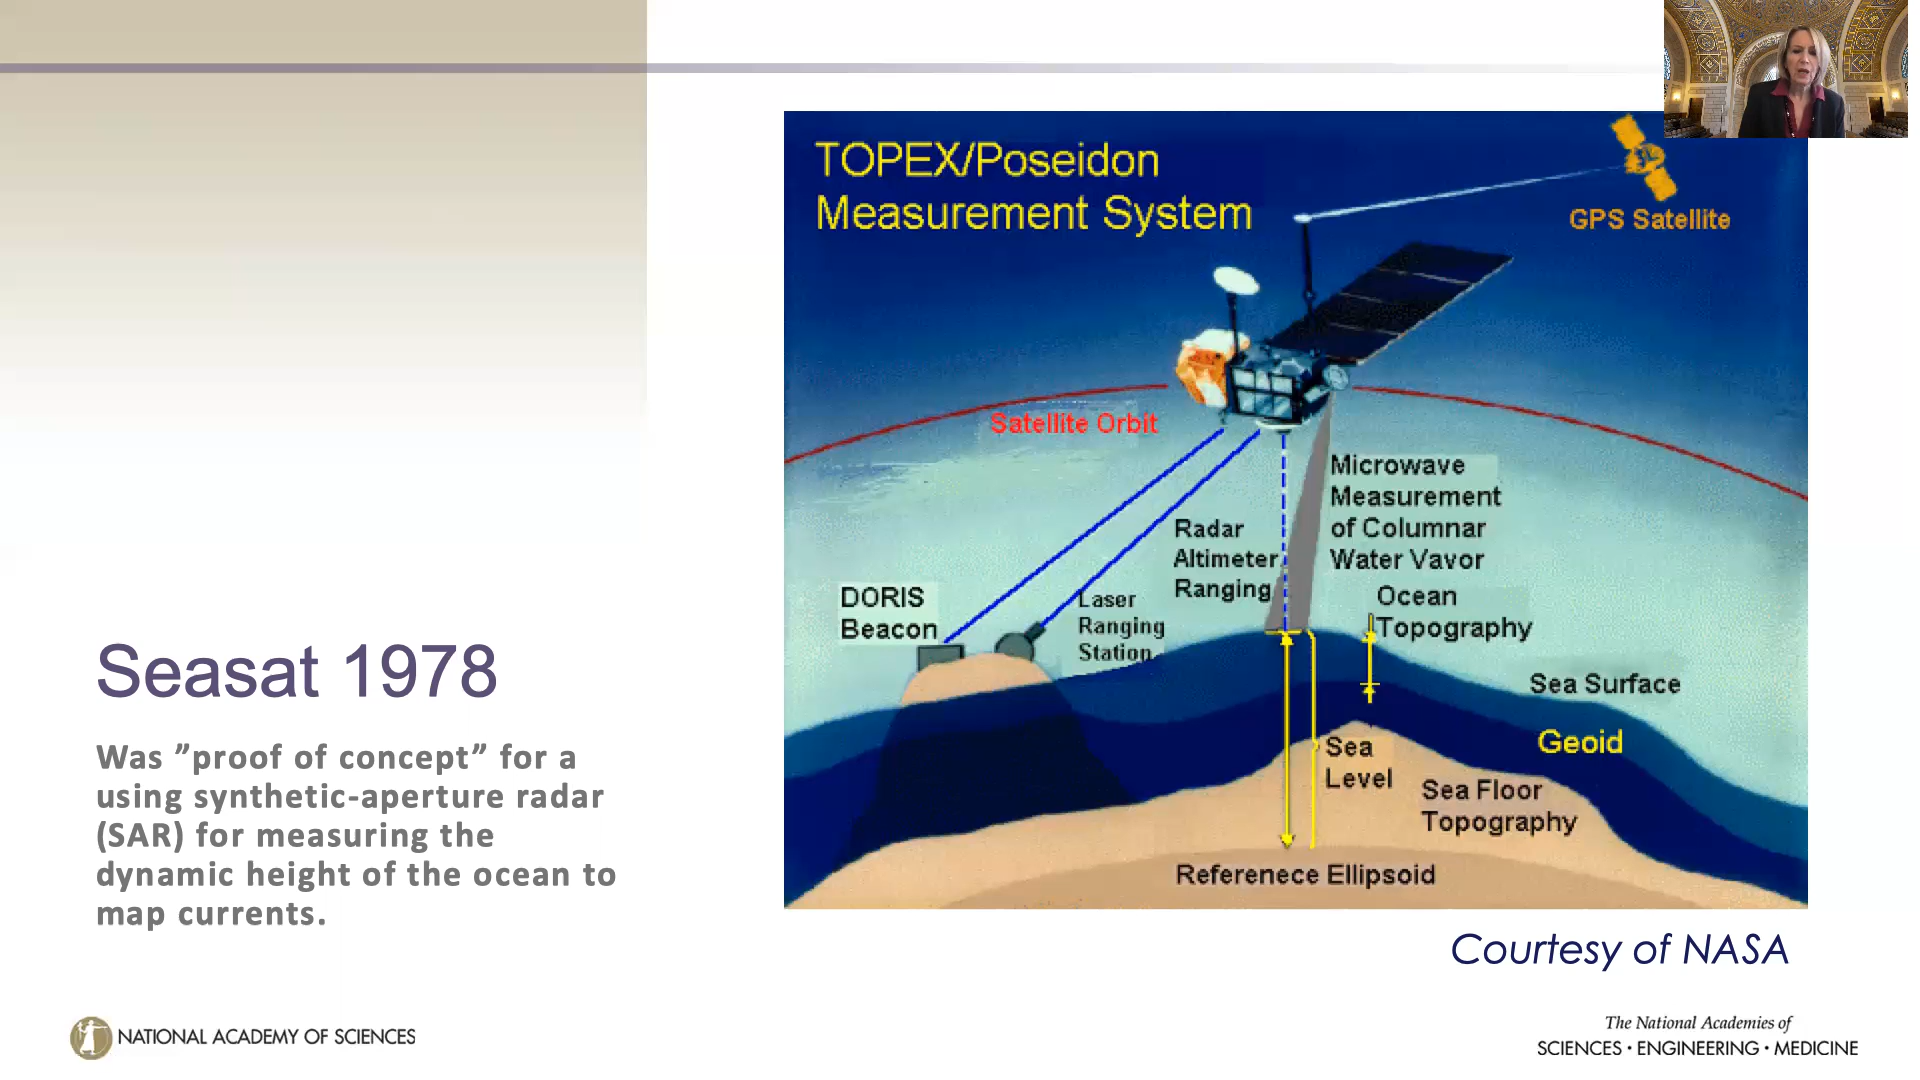 TOPEX/Poseidon
Measurement System
GPS Satellite
Satellite Orbit
Microwave
Measurement
of Columnar
Water Vavor
Radar
Altimeter
Ranging
DORIS
Beacon
Laser
Ranging
Station
Ocean
Topography
Sea Surface
Geoid
Sea
Level
Sea Floor
Topography
Referenece Ellipsoid
Seasat 1978
Was ”proof of concept” for a
using synthetic-aperture radar
(SAR) for measuring the
dynamic height of the ocean to
map currents.
Courtesy of NASA
NATIONAL ACADEMY OF SCIENCES
The National Academies of
SCIENCES • ENGINEERING • MEDICINE